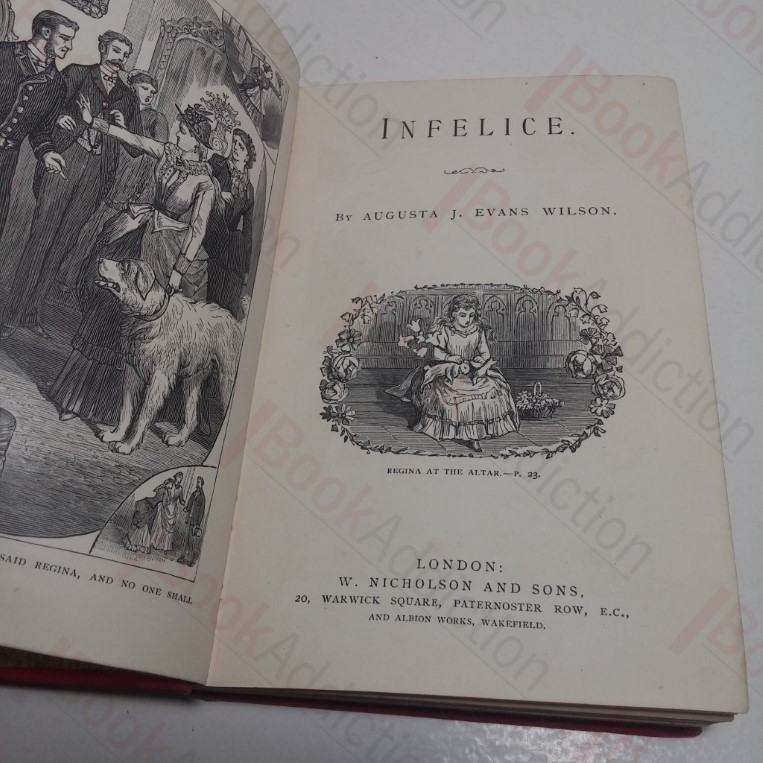 SAID REGINA, AND NO ONE SHALL
INFELICE.
BY AUGUSTA J. EVANS WILSON.
REGINA AT THE ALTAR.—P. 23.
LONDON:
W. NICHOLSON AND SONS,
20, WARWICK SQUARE, PATERNOSTER ROW, E.C.,
AND ALBION WORKS, WAKEFIELD.
BookAddiction